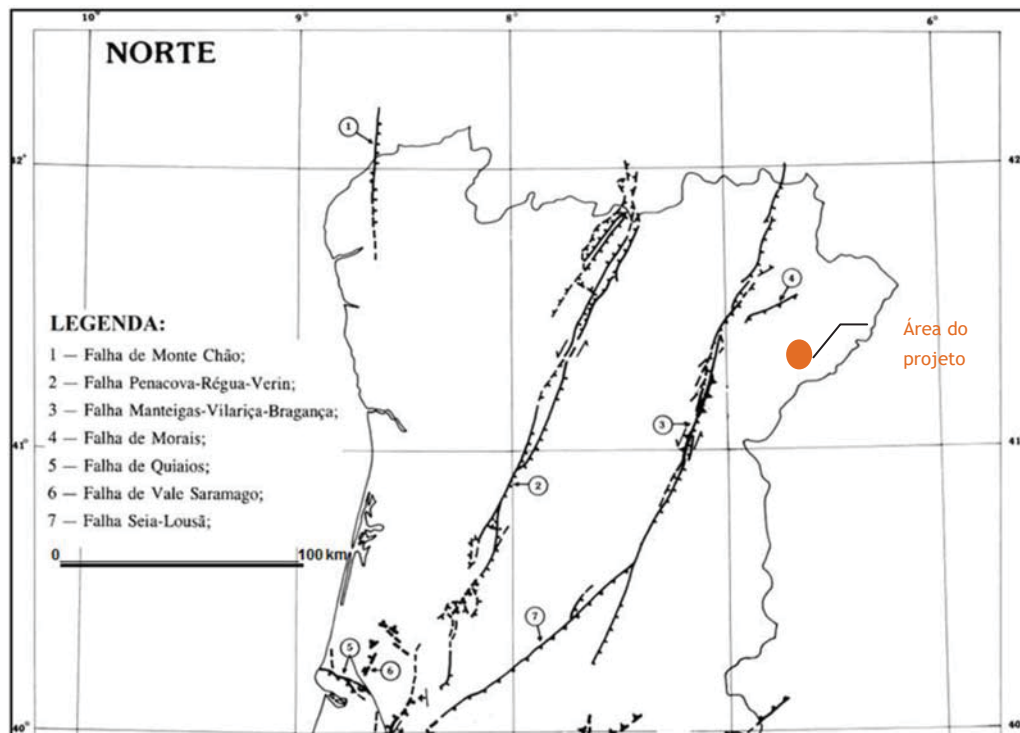 10° 9° 8° 7° 6°
NORTE
1
42° 42
4
LEGENDA:
Área do
projeto
1 — Falha de Monte Chão;
2 — Falha Penacova-Régua-Verin;
3 — Falha Manteigas-Vilariça-Bragança;
3
4 — Falha de Morais;
41° 41
5 — Falha de Quiaios;
2
6 — Falha de Vale Saramago;
7 — Falha Seia-Lousã;
0 100 km
7
5
6
40° 40